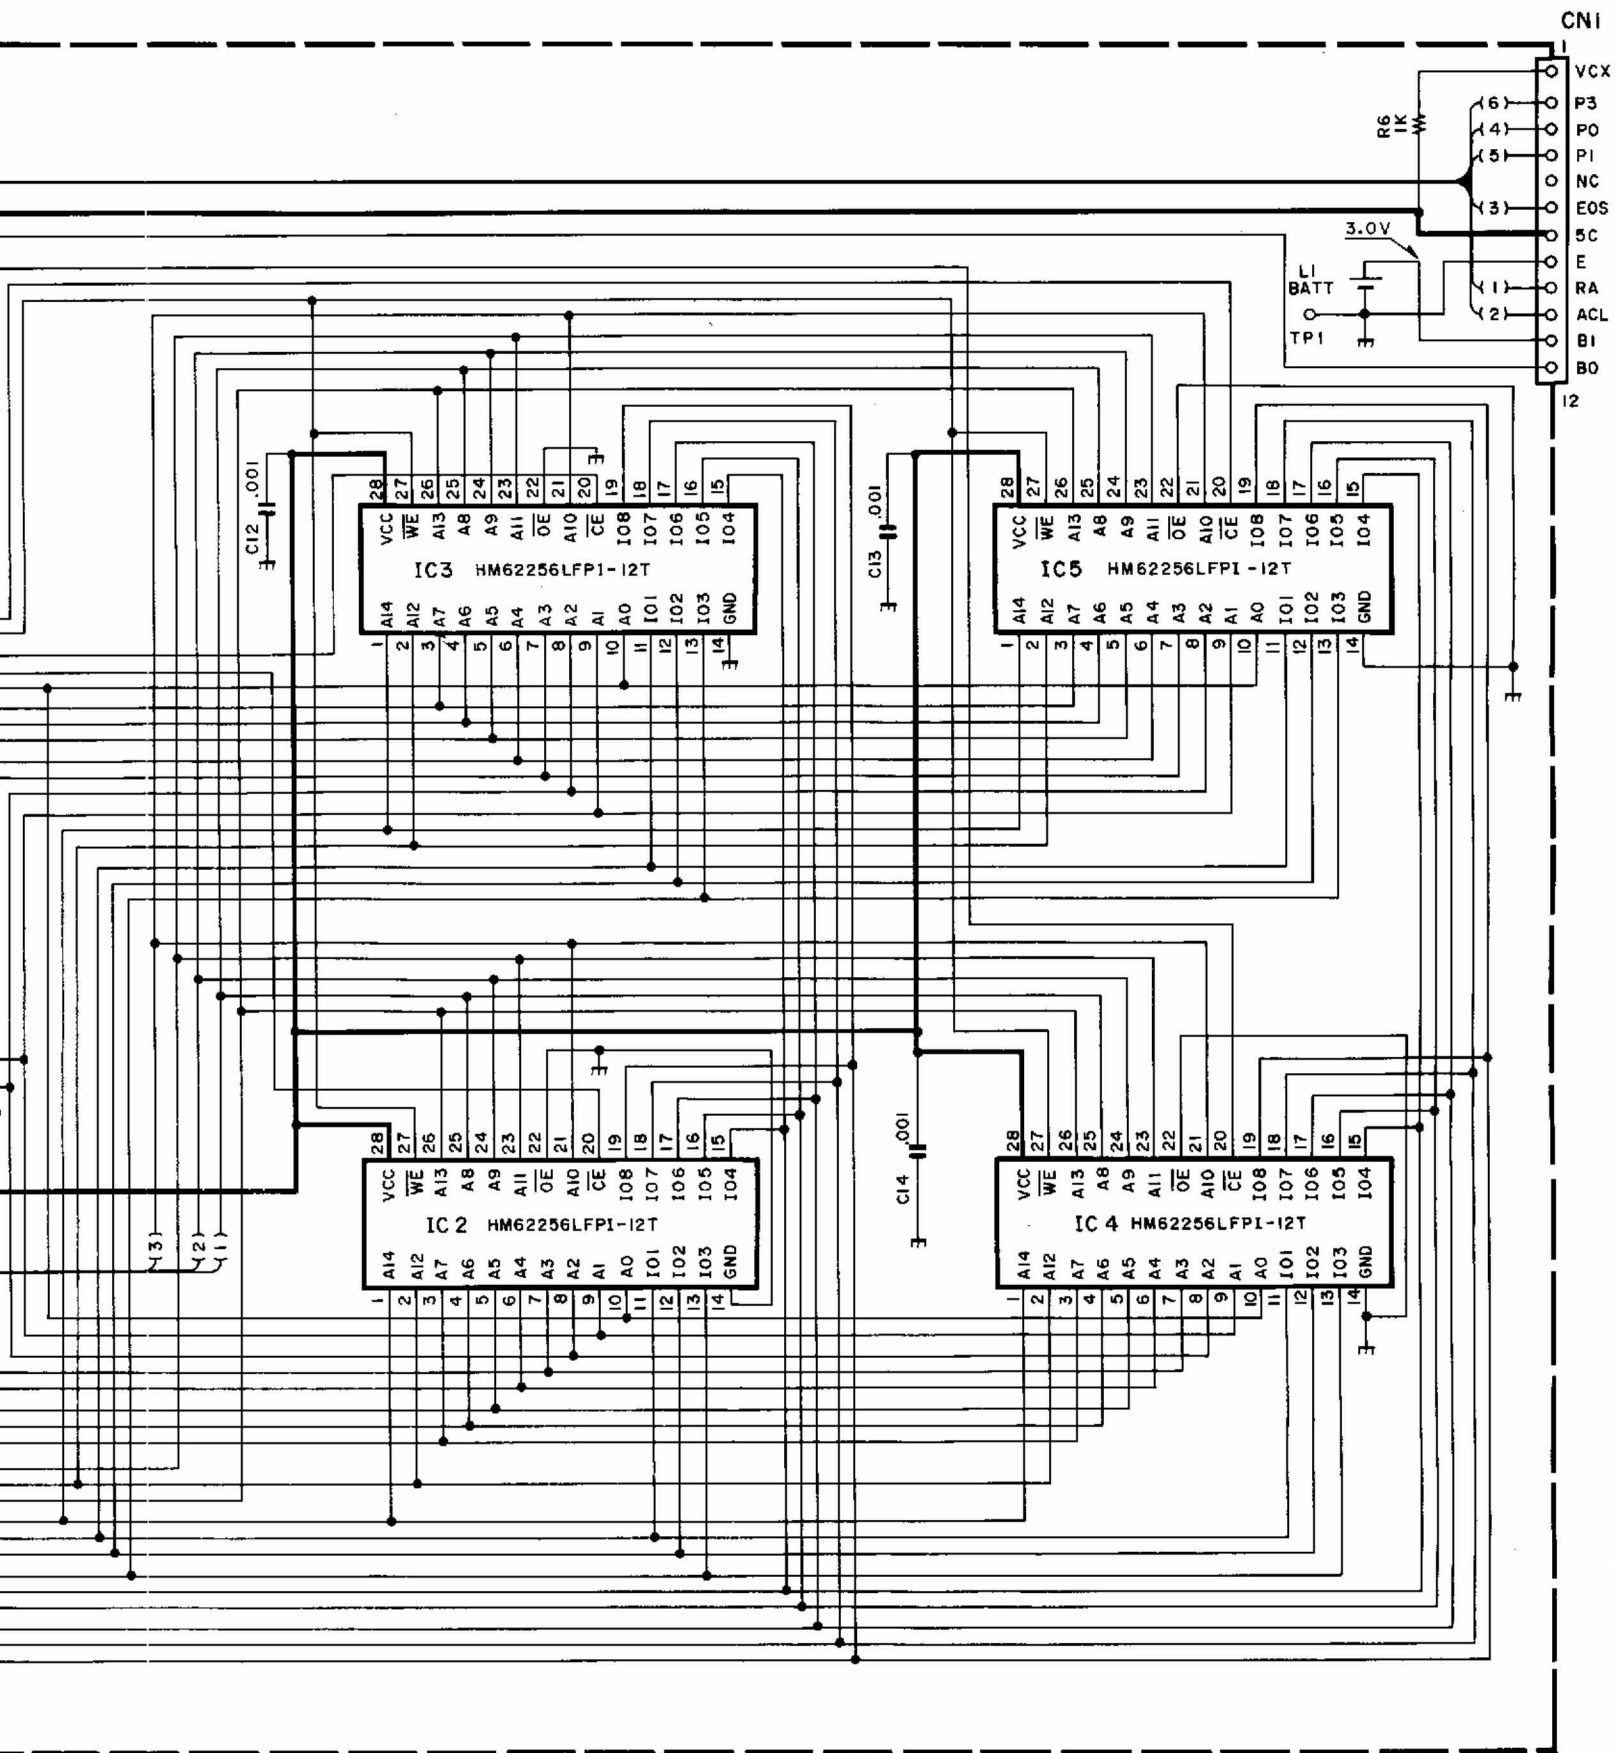 CN1
1
VCX
(6) P3
R6
1K
(4) P0
(5) P1
NC
(3) EOS
3.0V
5C
E
LI
BATT
(1) RA
(2) ACL
TP1
B1
B0
12
C12 .001
28 27 26 25 24 23 22 21 20 19 18 17 16 15
VCC WE A13 A8 A9 A11 OE A10 CE IO8 IO7 IO6 IO5 IO4
IC3 HM62256LFPI-12T
A14 A12 A7 A6 A5 A4 A3 A2 A1 A0 IO1 IO2 IO3 GND
1 2 3 4 5 6 7 8 9 10 11 12 13 14
C13 .001
28 27 26 25 24 23 22 21 20 19 18 17 16 15
VCC WE A13 A8 A9 A11 OE A10 CE IO8 IO7 IO6 IO5 IO4
IC5 HM62256LFPI-12T
A14 A12 A7 A6 A5 A4 A3 A2 A1 A0 IO1 IO2 IO3 GND
1 2 3 4 5 6 7 8 9 10 11 12 13 14
(3) (2) (1)
28 27 26 25 24 23 22 21 20 19 18 17 16 15
VCC WE A13 A8 A9 A11 OE A10 CE IO8 IO7 IO6 IO5 IO4
IC2 HM62256LFPI-12T
A14 A12 A7 A6 A5 A4 A3 A2 A1 A0 IO1 IO2 IO3 GND
1 2 3 4 5 6 7 8 9 10 11 12 13 14
C14 .001
28 27 26 25 24 23 22 21 20 19 18 17 16 15
VCC WE A13 A8 A9 A11 OE A10 CE IO8 IO7 IO6 IO5 IO4
IC4 HM62256LFPI-12T
A14 A12 A7 A6 A5 A4 A3 A2 A1 A0 IO1 IO2 IO3 GND
1 2 3 4 5 6 7 8 9 10 11 12 13 14